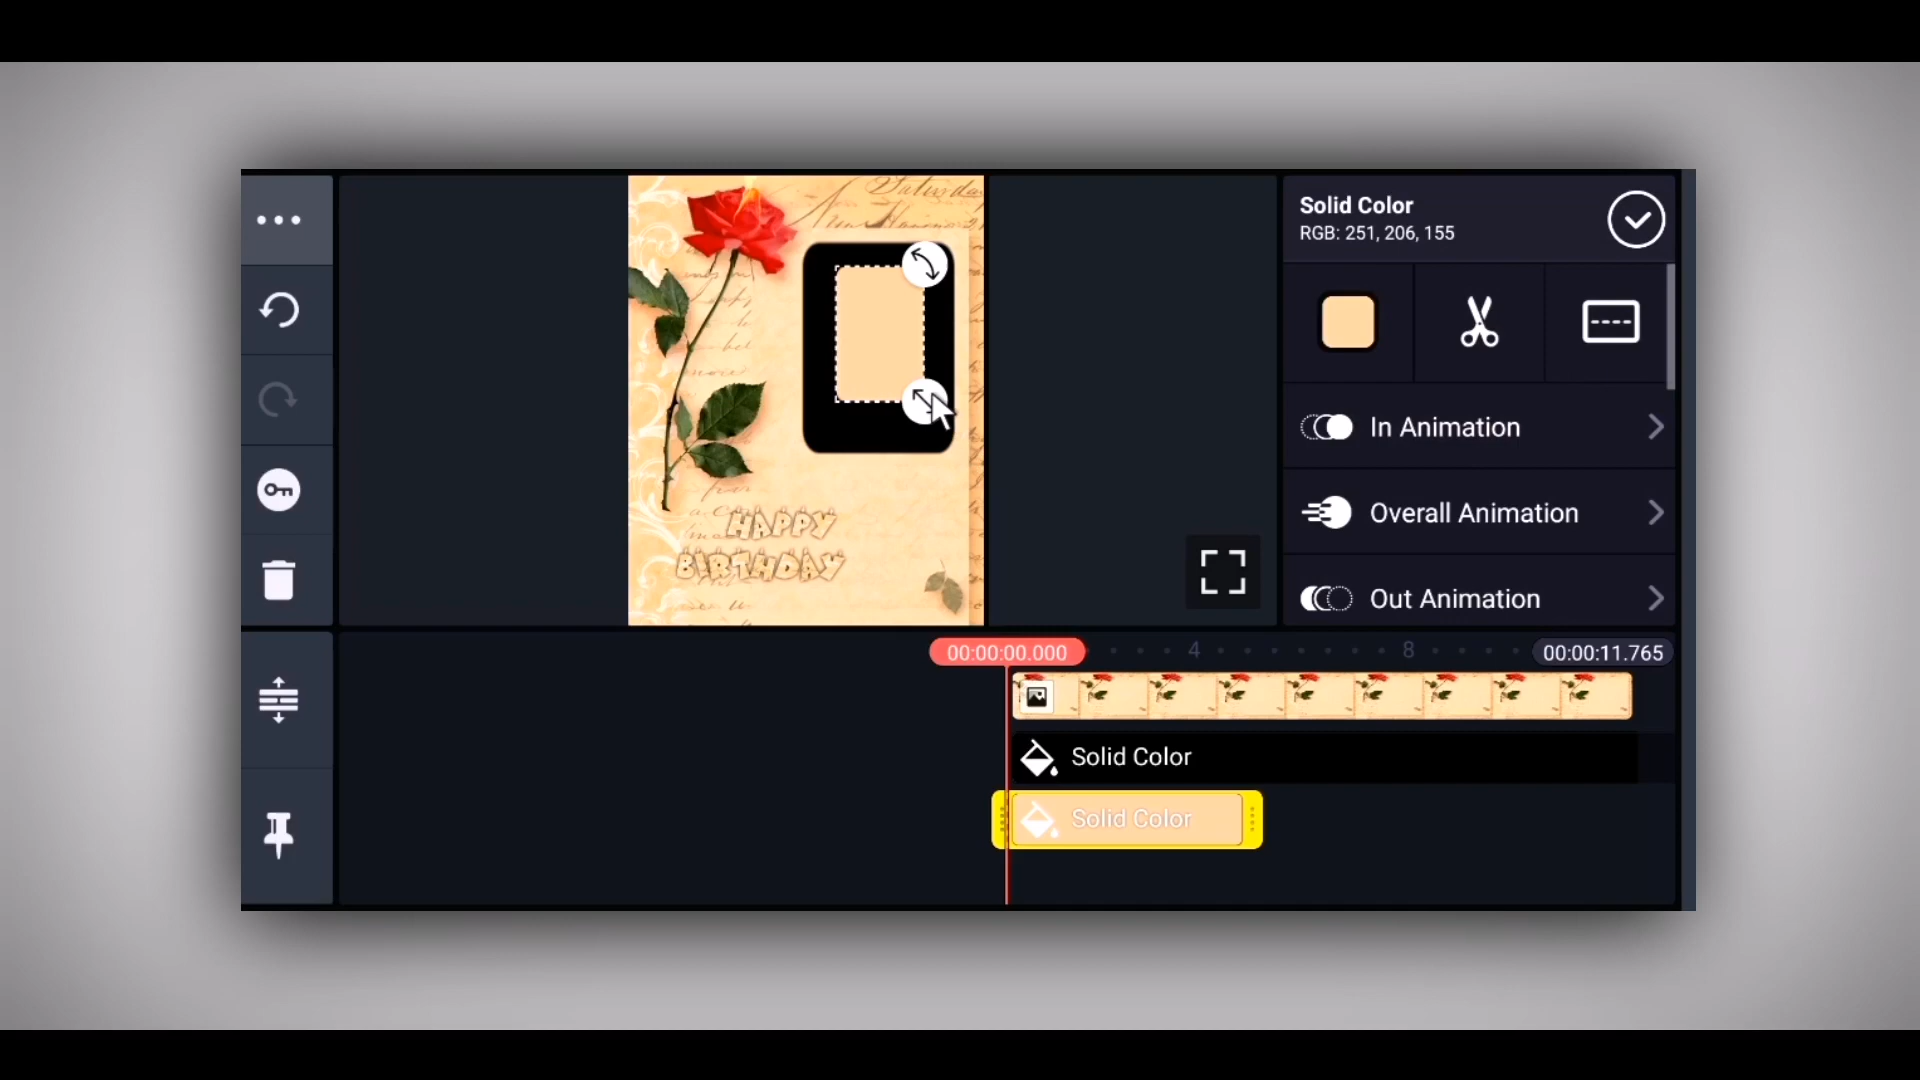 Saturday
Solid Color
RGB: 251, 206, 155
In Animation
Overall Animation
Out Animation
HAPPY
BIRTHDAY
00:00:00.000
4
8
00:00:11.765
Solid Color
Solid Color